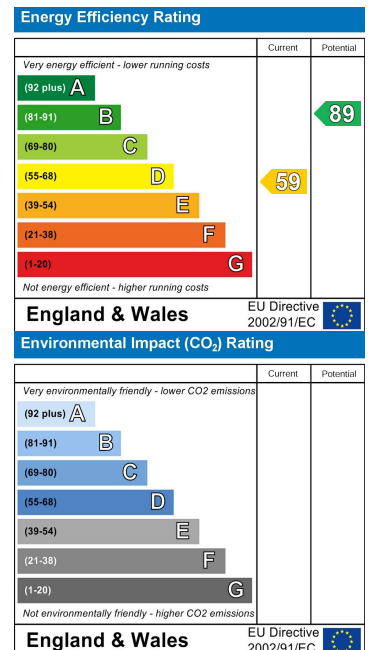 Energy Efficiency Rating
Current Potential
Very energy efficient - lower running costs
(92 plus) A
(81-91) B 89
(69-80) C
(55-68) D 59
(39-54) E
(21-38) F
(1-20) G
Not energy efficient - higher running costs
England & Wales EU Directive 2002/91/EC
Environmental Impact (CO₂) Rating
Current Potential
Very environmentally friendly - lower CO2 emissions
(92 plus) A
(81-91) B
(69-80) C
(55-68) D
(39-54) E
(21-38) F
(1-20) G
Not environmentally friendly - higher CO2 emissions
England & Wales EU Directive 2002/91/EC